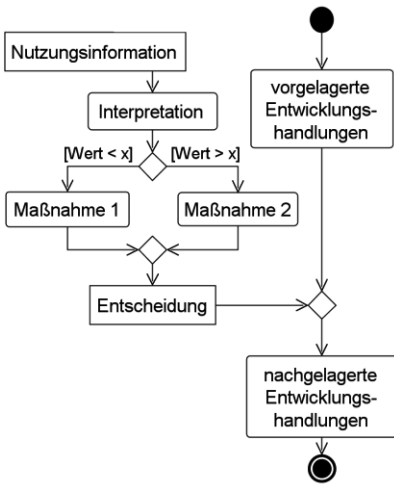 Nutzungsinformation
Interpretation
[Wert < x]
[Wert > x]
Maßnahme 1
Maßnahme 2
Entscheidung
vorgelagerte
Entwicklungs-
handlungen
nachgelagerte
Entwicklungs-
handlungen